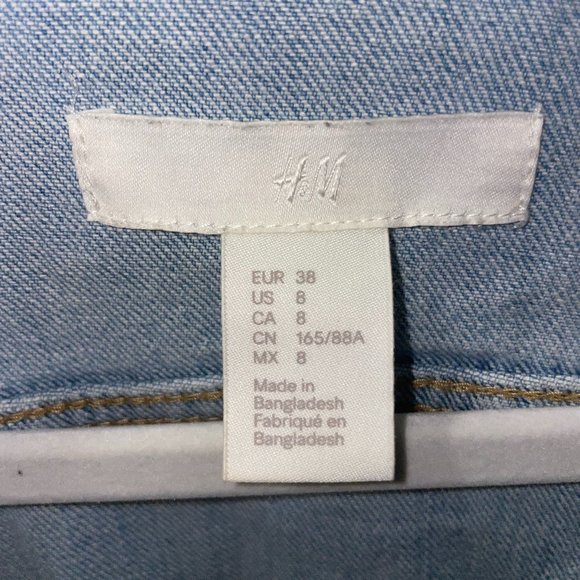 H&M
EUR 38
US 8
CA 8
CN 165/88A
MX 8
Made in
Bangladesh
Fabriqué en
Bangladesh